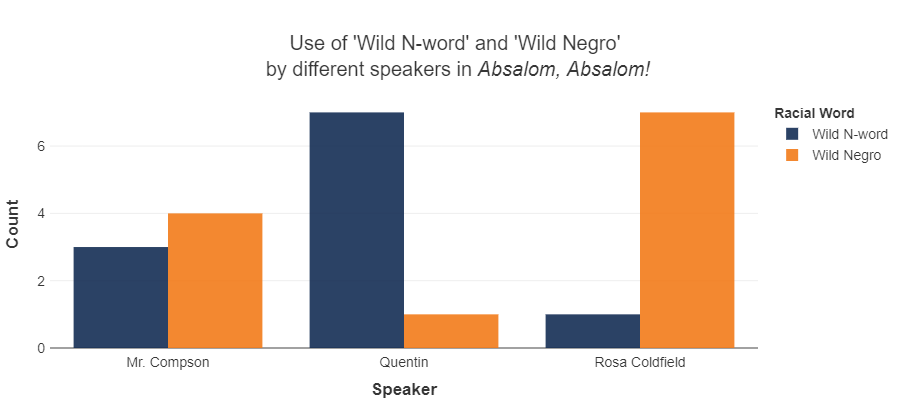 Use of 'Wild N-word' and 'Wild Negro'
by different speakers in Absalom, Absalom!
Racial Word
Wild N-word
Wild Negro
Count
6
4
2
0
Mr. Compson
Quentin
Rosa Coldfield
Speaker